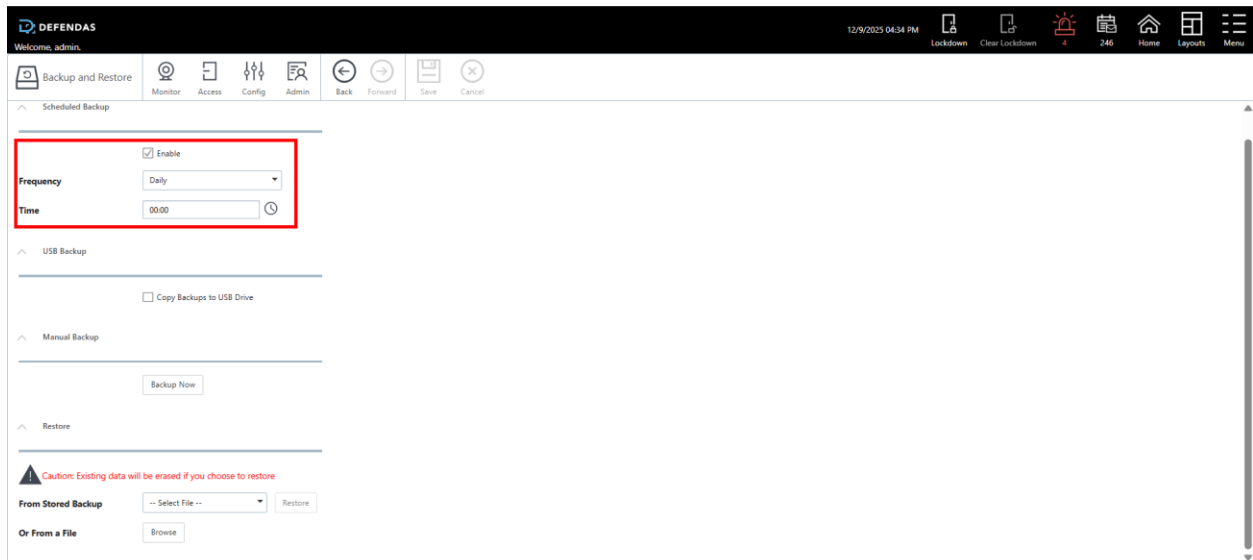 DEFENDAS
Welcome, admin.
12/9/2025 04:34 PM
Lockdown
Clear Lockdown
4
246
Home
Layouts
Menu
Backup and Restore
Monitor
Access
Config
Admin
Back
Forward
Save
Cancel
Scheduled Backup
Enable
Frequency Daily
Time 00:00
USB Backup
Copy Backups to USB Drive
Manual Backup
Backup Now
Restore
Caution: Existing data will be erased if you choose to restore
From Stored Backup -- Select File -- Restore
Or From a File Browse